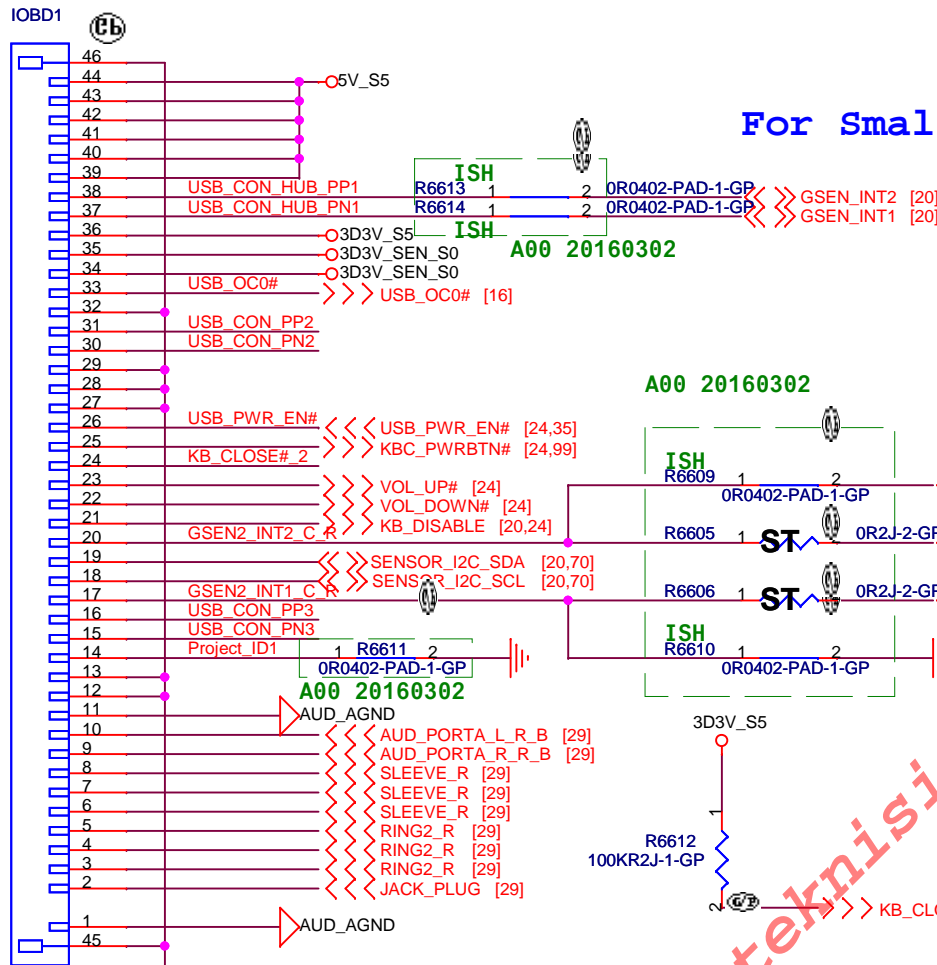 IOBD1
46
44 5V_S5
43
42
41
40
39
For Smal
ISH
38 USB_CON_HUB_PP1 R6613 1 2 0R0402-PAD-1-GP GSEN_INT2 [20]
37 USB_CON_HUB_PN1 R6614 1 2 0R0402-PAD-1-GP GSEN_INT1 [20]
ISH
A00 20160302
36 3D3V_S5
35 3D3V_SEN_S0
34 3D3V_SEN_S0
33 USB_OC0# USB_OC0# [16]
32
31 USB_CON_PP2
30 USB_CON_PN2
29
28
27
26 USB_PWR_EN# USB_PWR_EN# [24,35]
25 KBC_PWRBTN# [24,99]
24 KB_CLOSE#_2
23 VOL_UP# [24]
22 VOL_DOWN# [24]
21 KB_DISABLE [20,24]
20 GSEN2_INT2_C_R
19 SENSOR_I2C_SDA [20,70]
18 SENSOR_I2C_SCL [20,70]
17 GSEN2_INT1_C_R
16 USB_CON_PP3
15 USB_CON_PN3
14 Project_ID1 1 R6611 2
0R0402-PAD-1-GP
A00 20160302
13
12
11 AUD_AGND
10 AUD_PORTA_L_R_B [29]
9 AUD_PORTA_R_R_B [29]
8 SLEEVE_R [29]
7 SLEEVE_R [29]
6 SLEEVE_R [29]
5 RING2_R [29]
4 RING2_R [29]
3 RING2_R [29]
2 JACK_PLUG [29]
1 AUD_AGND
45
A00 20160302
ISH
R6609 1 2
0R0402-PAD-1-GP
R6605 1 ST 2 0R2J-2-GP
R6606 1 ST 2 0R2J-2-GP
ISH
R6610 1 2
0R0402-PAD-1-GP
3D3V_S5
1
R6612
100KR2J-1-GP
2 KB_CLO
teknisi